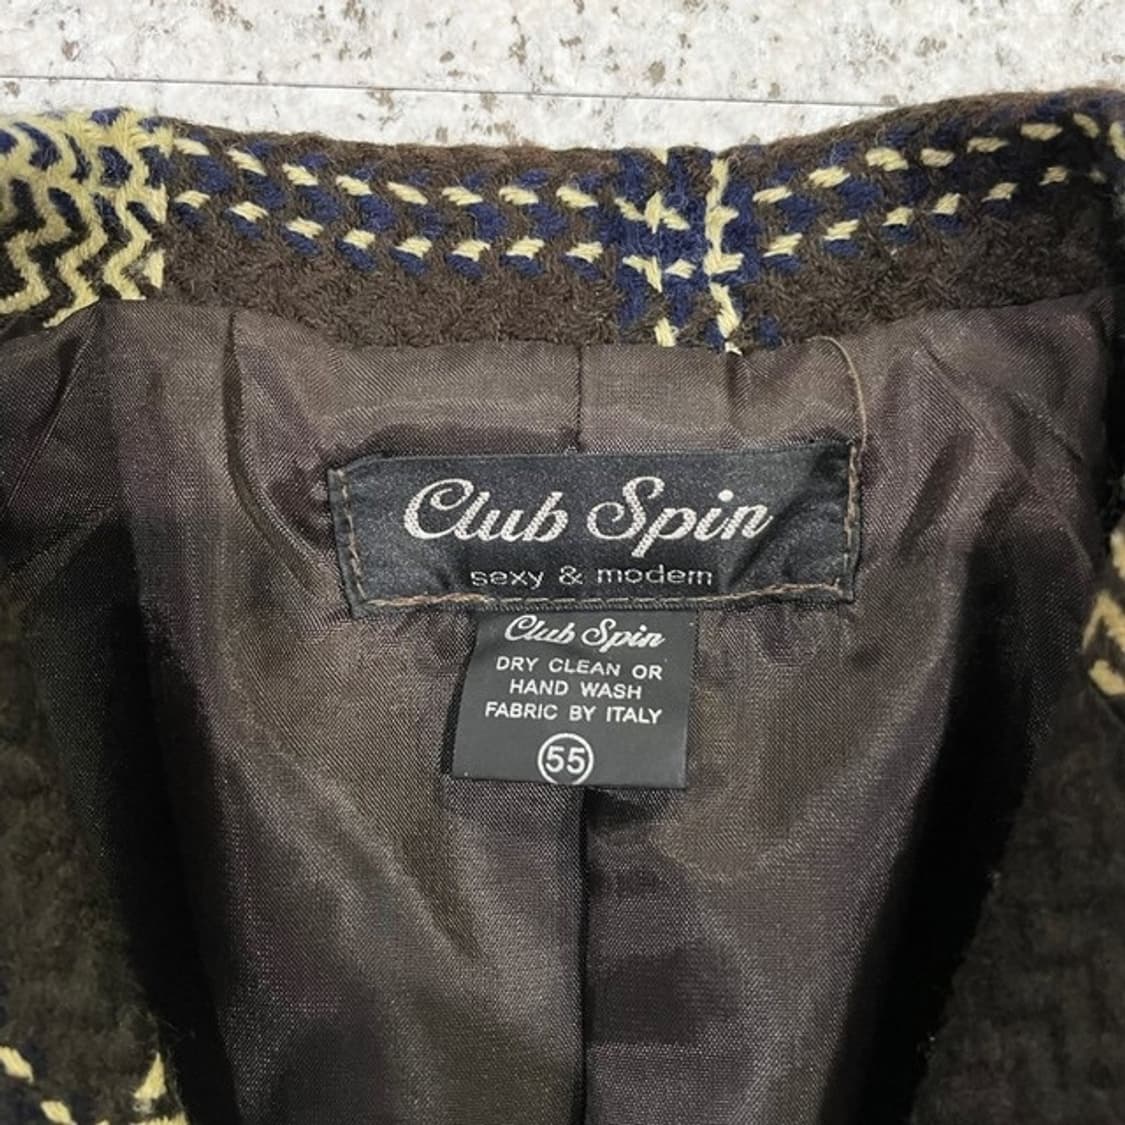 Club Spin
sexy & modern
Club Spin
DRY CLEAN OR
HAND WASH
FABRIC BY ITALY
55